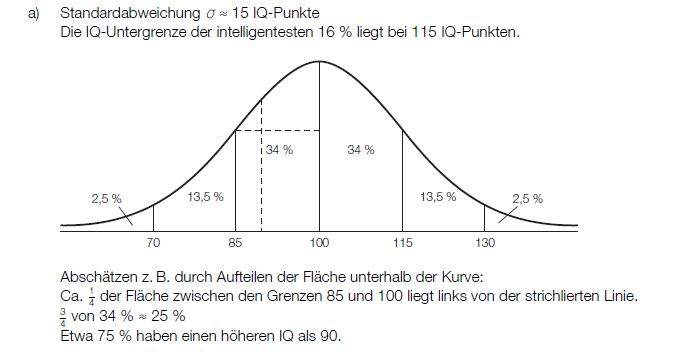 a) Standardabweichung σ ≈ 15 IQ-Punkte
Die IQ-Untergrenze der intelligentesten 16 % liegt bei 115 IQ-Punkten.
34 % 34 %
2,5 % 13,5 % 13,5 % 2,5 %
70 85 100 115 130
Abschätzen z. B. durch Aufteilen der Fläche unterhalb der Kurve:
Ca. 1/4 der Fläche zwischen den Grenzen 85 und 100 liegt links von der strichlierten Linie.
3/4 von 34 % ≈ 25 %
Etwa 75 % haben einen höheren IQ als 90.